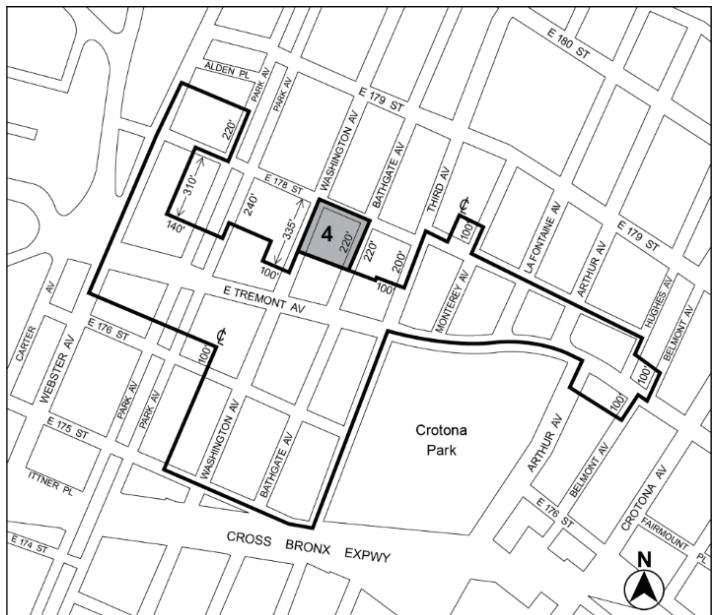 E 180 ST
ALDEN PL
PARK AV
PARK AV
E 179 ST
220'
WASHINGTON AV
BATHGATE AV
THIRD AV
E 178 ST
310'
240'
335'
4
220'
220'
200'
℄
100'
LA FONTAINE AV
ARTHUR AV
E 179 ST
HUGHES AV
BELMONT AV
140'
100'
100'
E TREMONT AV
MONTEREY AV
CARTER AV
E 176 ST
℄
100'
100'
100'
WEBSTER AV
PARK AV
PARK AV
WASHINGTON AV
BATHGATE AV
Crotona
Park
ARTHUR AV
BELMONT AV
CROTONA AV
E 175 ST
ITTNER PL
E 176 ST
FAIRMOUNT PL
E 174 ST
CROSS BRONX EXPWY
N